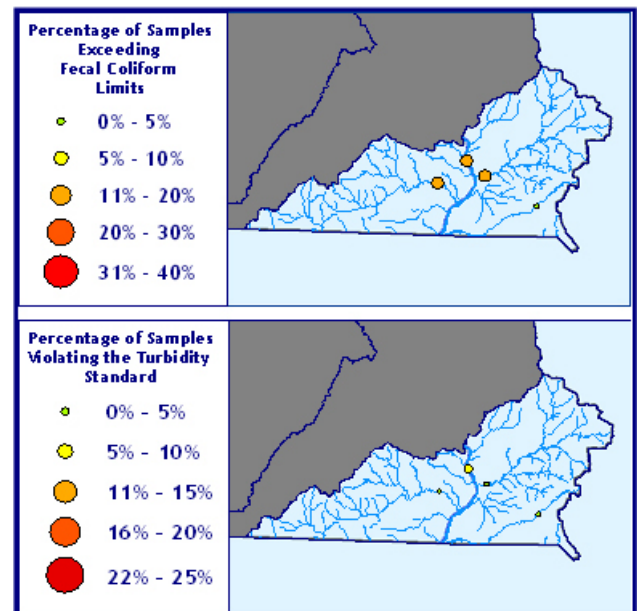 Percentage of Samples
Exceeding
Fecal Coliform
Limits
0% - 5%
5% - 10%
11% - 20%
20% - 30%
31% - 40%
Percentage of Samples
Violating the Turbidity
Standard
0% - 5%
5% - 10%
11% - 15%
16% - 20%
22% - 25%